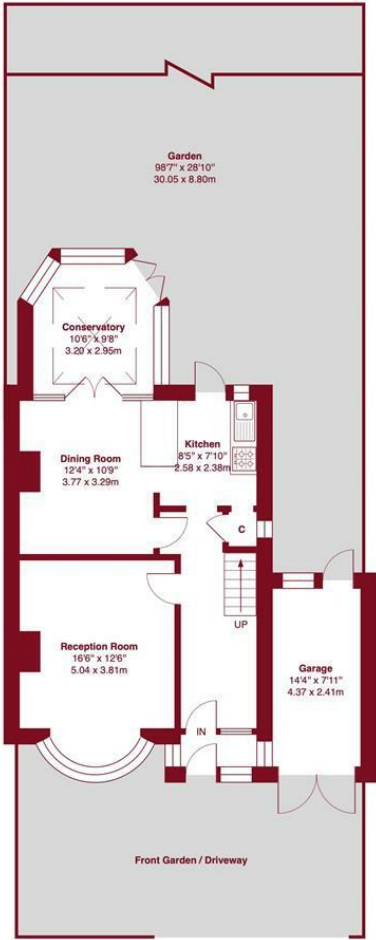 Garden
98'7" x 28'10"
30.05 x 8.80m
Conservatory
10'6" x 9'8"
3.20 x 2.95m
Kitchen
8'5" x 7'10"
2.58 x 2.38m
Dining Room
12'4" x 10'9"
3.77 x 3.29m
C
UP
Reception Room
16'6" x 12'6"
5.04 x 3.81m
Garage
14'4" x 7'11"
4.37 x 2.41m
IN
Front Garden / Driveway